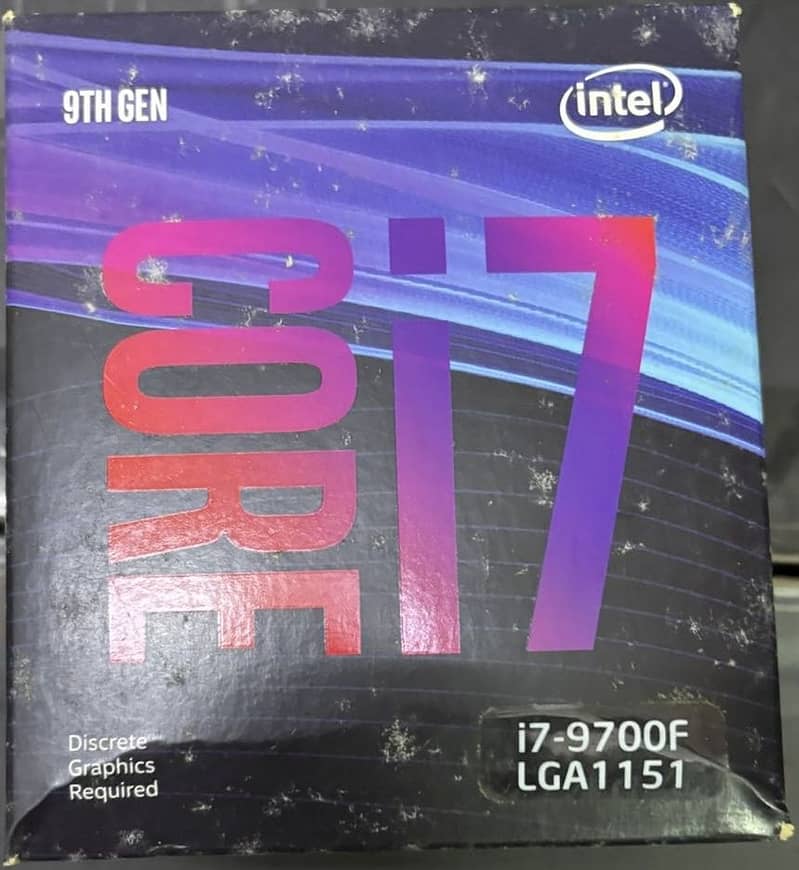 9TH GEN
intel
CORE i7
Discrete
Graphics
Required
i7-9700F
LGA1151